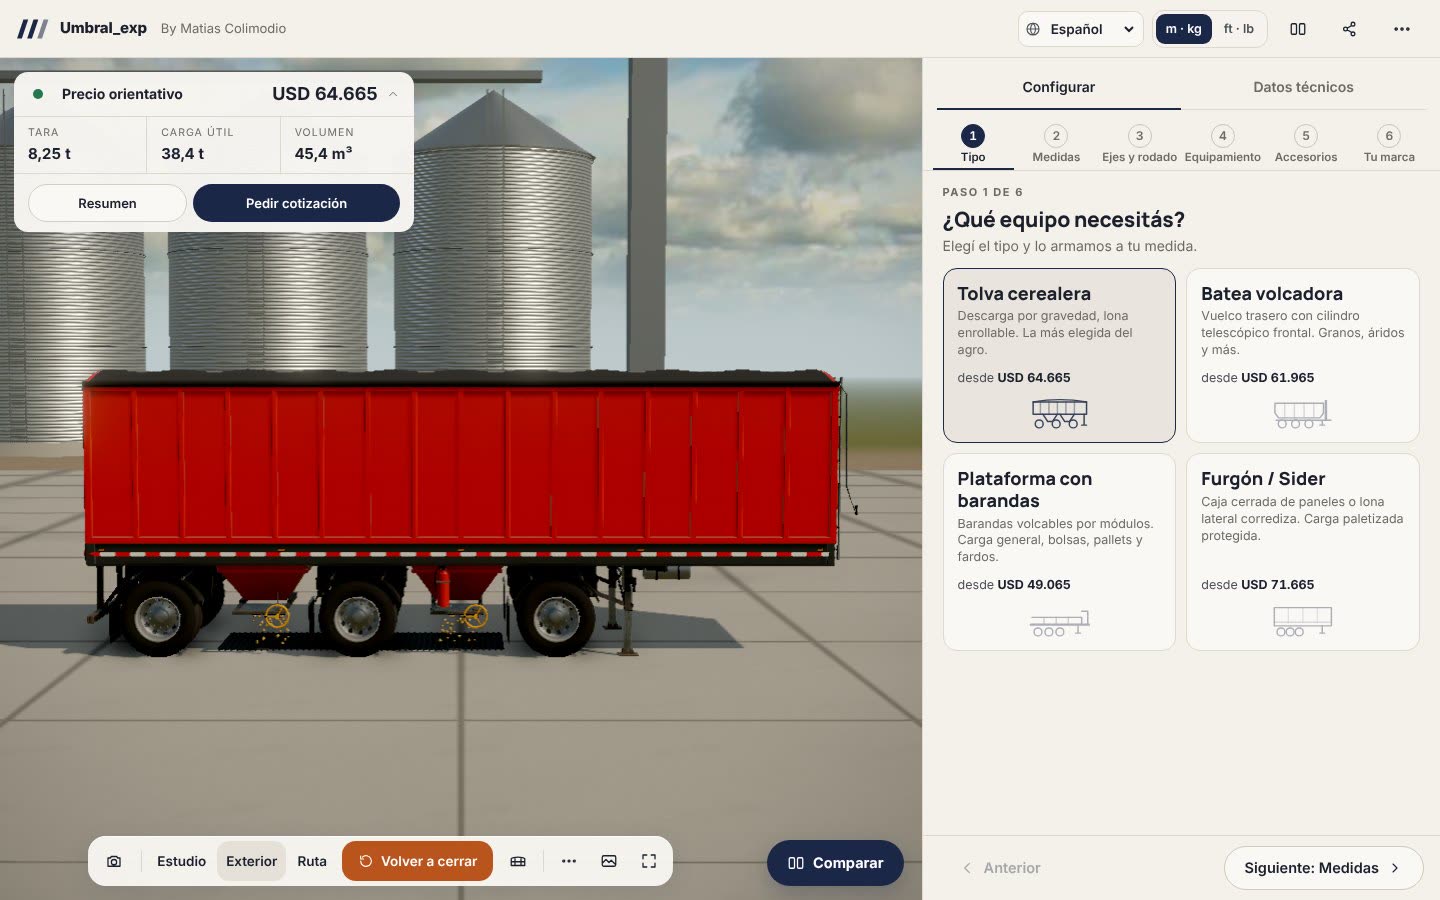 Umbral_exp By Matias Colimodio
Español
m · kg ft · lb
Precio orientativo USD 64.665
TARA CARGA ÚTIL VOLUMEN
8,25 t 38,4 t 45,4 m³
Resumen Pedir cotización
Configurar Datos técnicos
1 2 3 4 5 6
Tipo Medidas Ejes y rodado Equipamiento Accesorios Tu marca
PASO 1 DE 6
¿Qué equipo necesitás?
Elegí el tipo y lo armamos a tu medida.
Tolva cerealera
Descarga por gravedad, lona
enrollable. La más elegida del
agro.
desde USD 64.665
Batea volcadora
Vuelco trasero con cilindro
telescópico frontal. Granos, áridos
y más.
desde USD 61.965
Plataforma con
barandas
Barandas volcables por módulos.
Carga general, bolsas, pallets y
fardos.
desde USD 49.065
Furgón / Sider
Caja cerrada de paneles o lona
lateral corrediza. Carga paletizada
protegida.
desde USD 71.665
Estudio Exterior Ruta Volver a cerrar
Comparar
Anterior Siguiente: Medidas